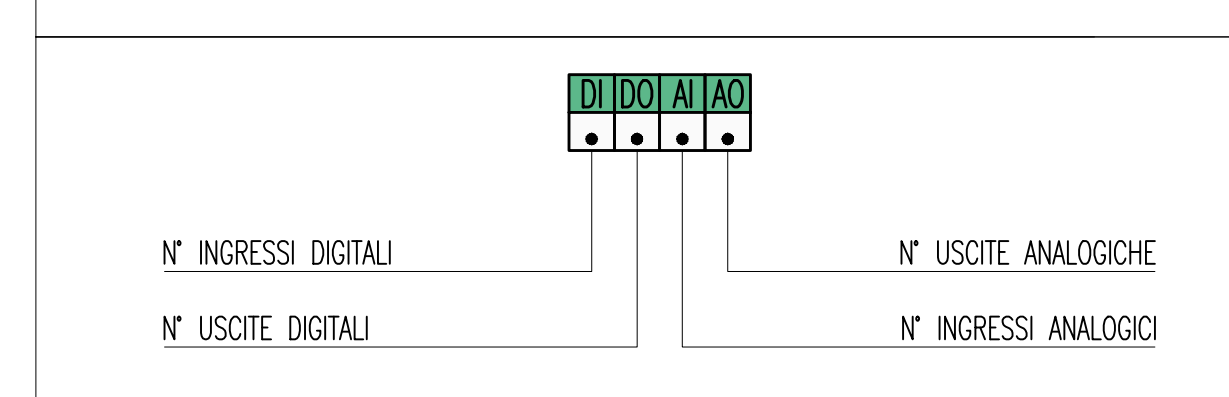 DI DO AI AO
N° INGRESSI DIGITALI
N° USCITE ANALOGICHE
N° USCITE DIGITALI
N° INGRESSI ANALOGICI